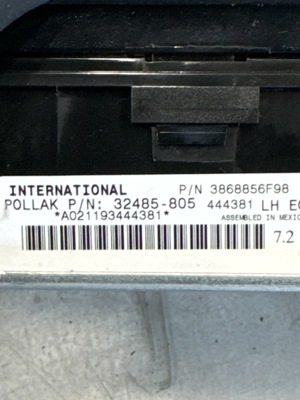 INTERNATIONAL P/N 3868856F98
POLLAK P/N: 32485-805 444381 LH
*A021193444381* ASSEMBLED IN MEXICO
7.2